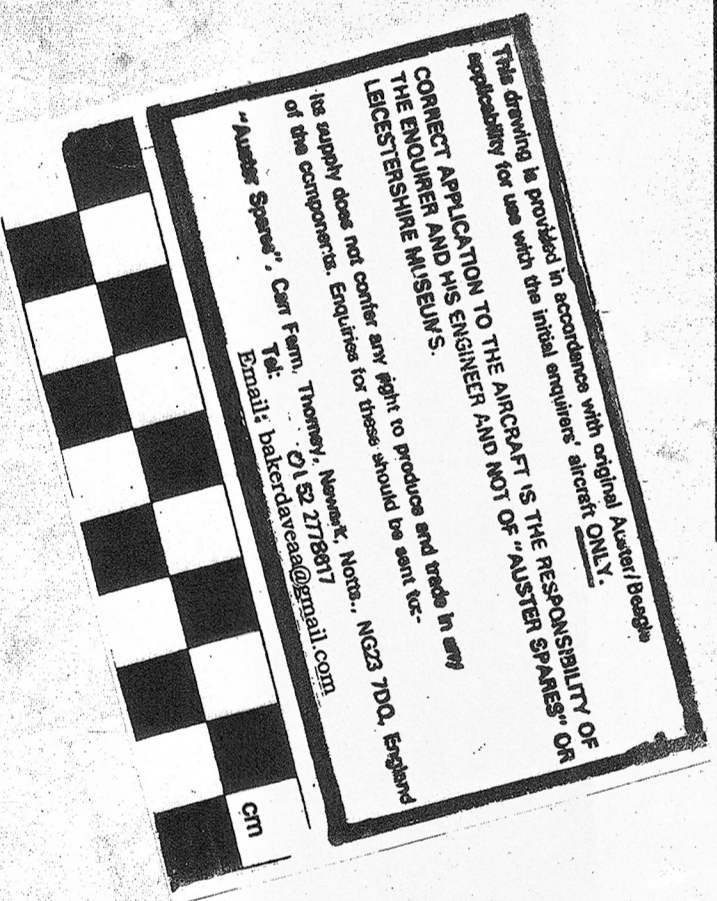 This drawing is provided in accordance with original Auster/Beagle
applicability for use with the initial enquirers' aircraft ONLY.
CORRECT APPLICATION TO THE AIRCRAFT IS THE RESPONSIBILITY OF
THE ENQUIRER AND HIS ENGINEER AND NOT OF "AUSTER SPARES" OR
LEICESTERSHIRE MUSEUMS.
Its supply does not confer any right to produce and trade in any
of the components. Enquiries for these should be sent to:-
"Auster Spares", Carr Farm, Thorney, Newark, Notts., NG23 7DQ, England
Tel: 0152 2778617
Email: bakerdaveaa@gmail.com
cm